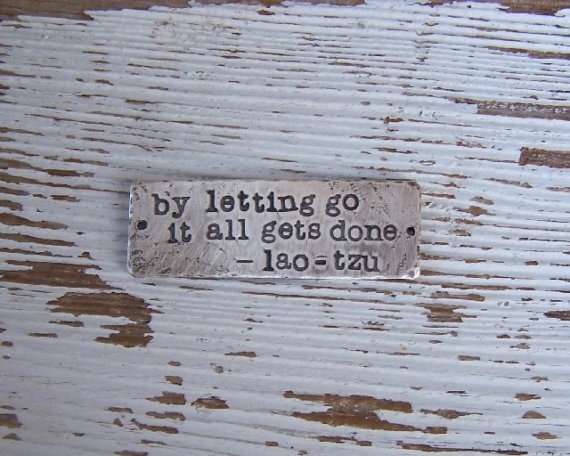 by letting go
it all gets done
- lao-tzu